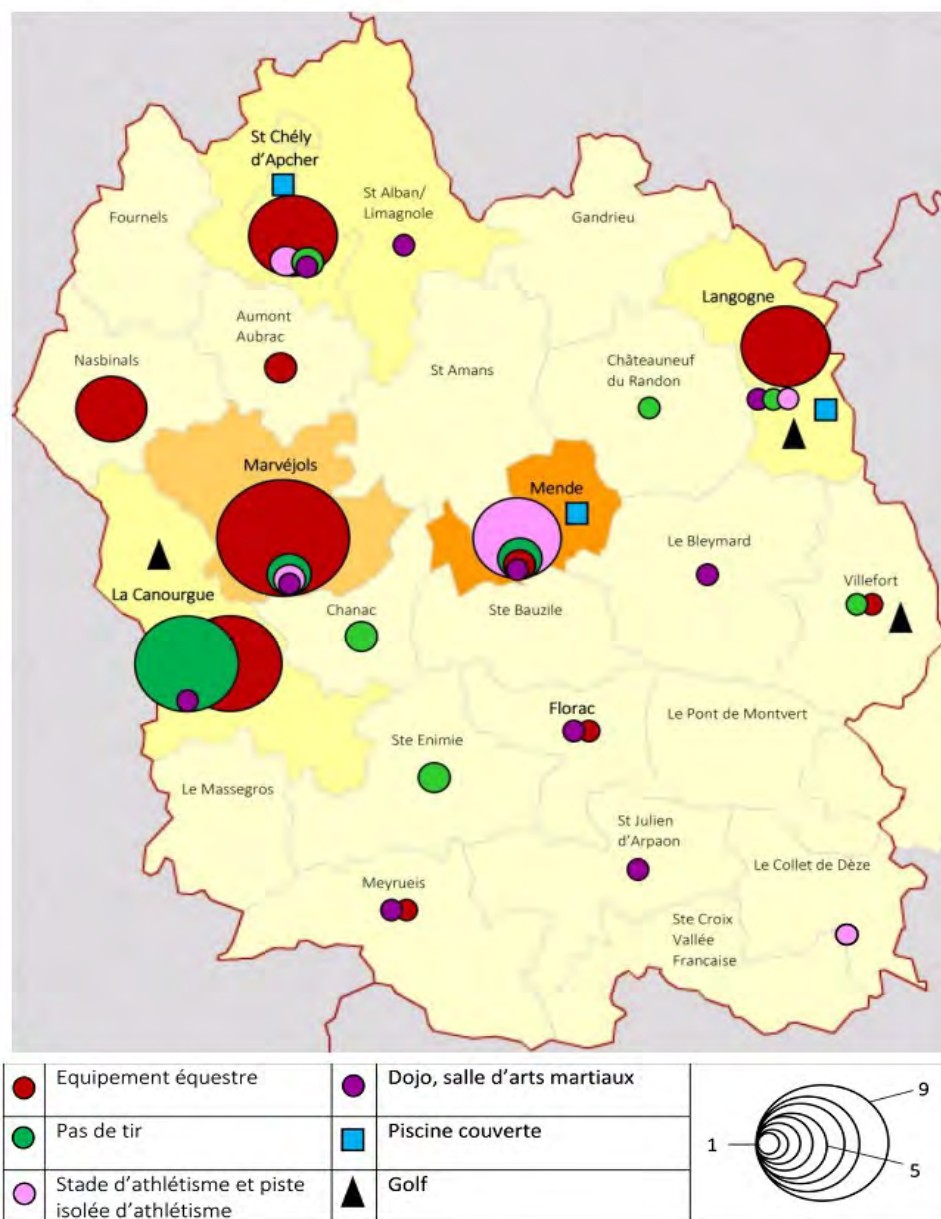 St Chély
d'Apcher
St Alban/
Limagnole
Fournels
Gandrieu
Langogne
Aumont
Aubrac
Nasbinals
St Amans
Châteauneuf
du Randon
Marvéjols
Mende
Le Bleymard
Villefort
La Canourgue
Chanac
Ste Bauzile
Florac
Le Pont de Montvert
Ste Enimie
Le Massegros
St Julien
d'Arpaon
Le Collet de Dèze
Meyrueis
Ste Croix
Vallée
Française
Equipement équestre
Dojo, salle d'arts martiaux
Pas de tir
Piscine couverte
Stade d'athlétisme et piste
isolée d'athlétisme
Golf
9
1
5